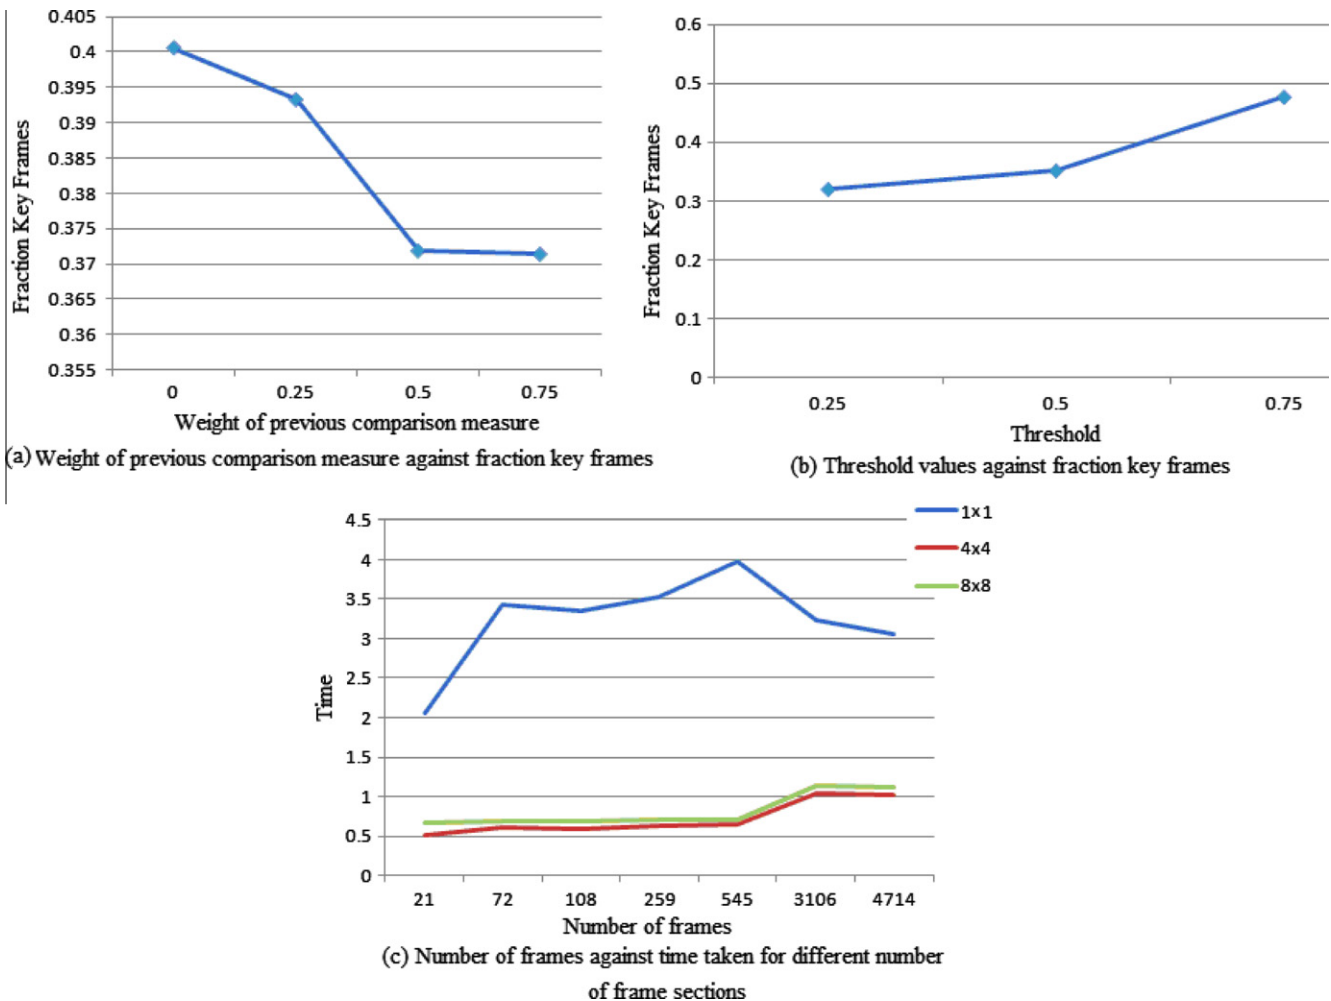 0.405
0.4
0.395
0.39
0.385
0.38
0.375
0.37
0.365
0.36
0.355
Fraction Key Frames
0 0.25 0.5 0.75
Weight of previous comparison measure
(a) Weight of previous comparison measure against fraction key frames
0.6
0.5
0.4
0.3
0.2
0.1
0
Fraction Key Frames
0.25 0.5 0.75
Threshold
(b) Threshold values against fraction key frames
4.5
4
3.5
3
2.5
2
1.5
1
0.5
0
Time
1x1
4x4
8x8
21 72 108 259 545 3106 4714
Number of frames
(c) Number of frames against time taken for different number
of frame sections